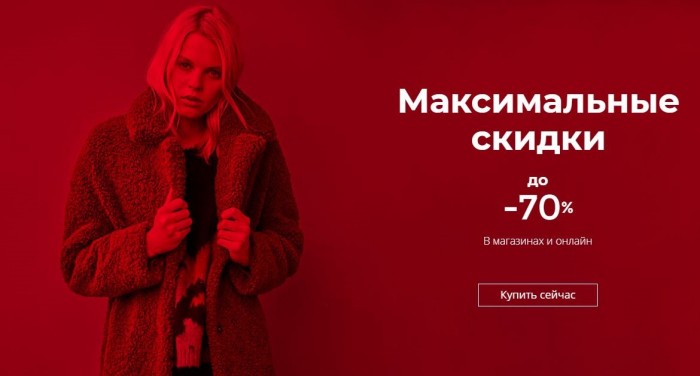 Максимальные
скидки
до
-70%
В магазинах и онлайн
Купить сейчас